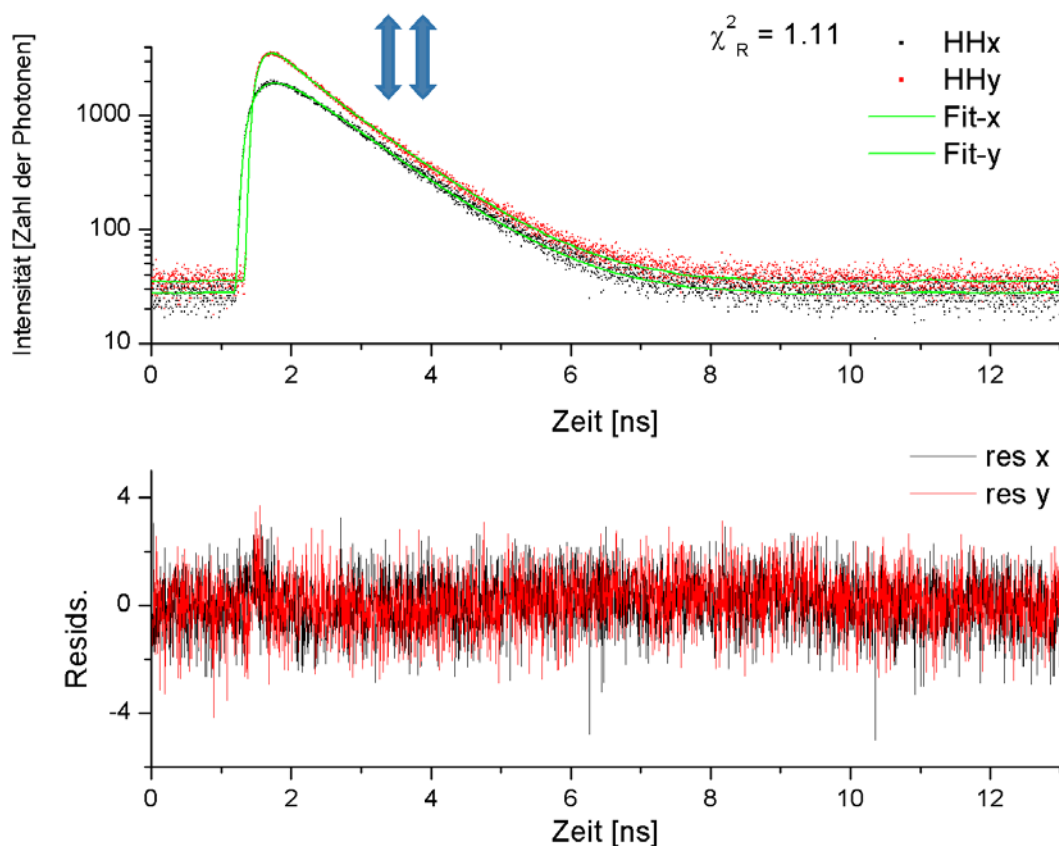 χ²R = 1.11
HHx
HHy
Fit-x
Fit-y
Intensität [Zahl der Photonen]
1000
100
10
0 2 4 6 8 10 12
Zeit [ns]
res x
res y
Resids.
4
0
-4
0 2 4 6 8 10 12
Zeit [ns]